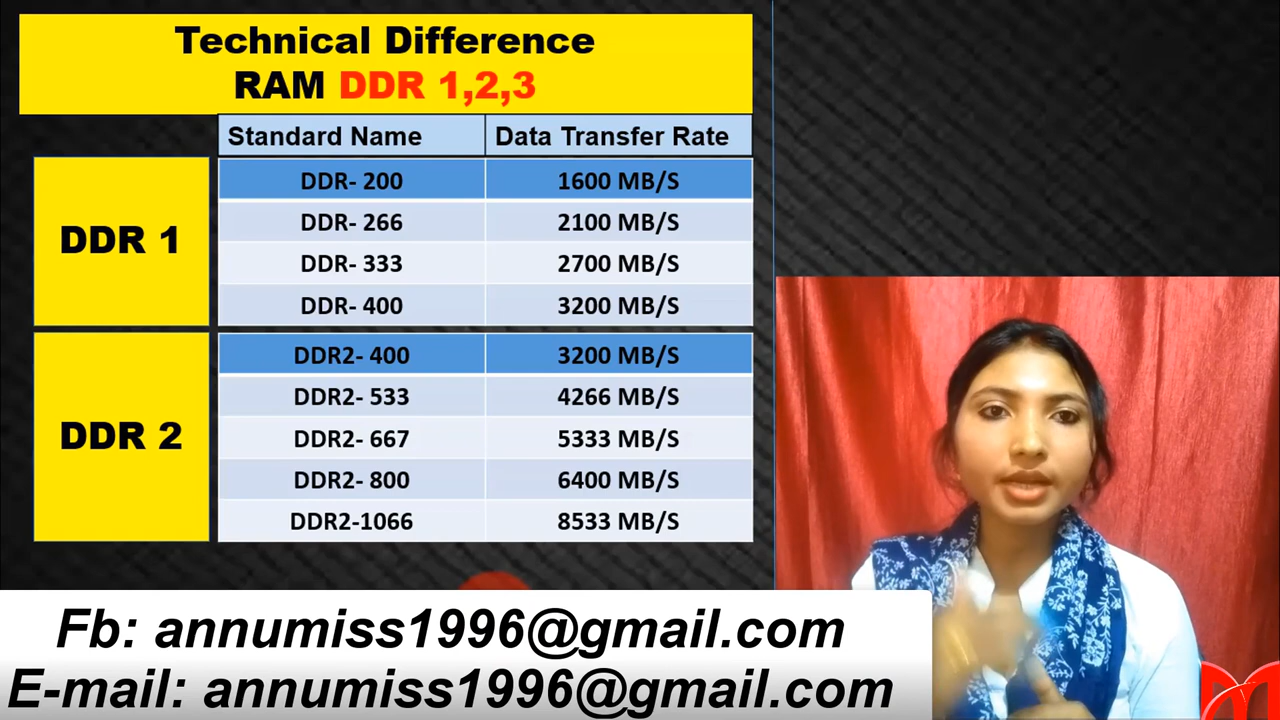 Technical Difference
RAM DDR 1,2,3
Standard Name Data Transfer Rate
DDR 1
DDR- 200 1600 MB/S
DDR- 266 2100 MB/S
DDR- 333 2700 MB/S
DDR- 400 3200 MB/S
DDR 2
DDR2- 400 3200 MB/S
DDR2- 533 4266 MB/S
DDR2- 667 5333 MB/S
DDR2- 800 6400 MB/S
DDR2-1066 8533 MB/S
Fb: annumiss1996@gmail.com
E-mail: annumiss1996@gmail.com